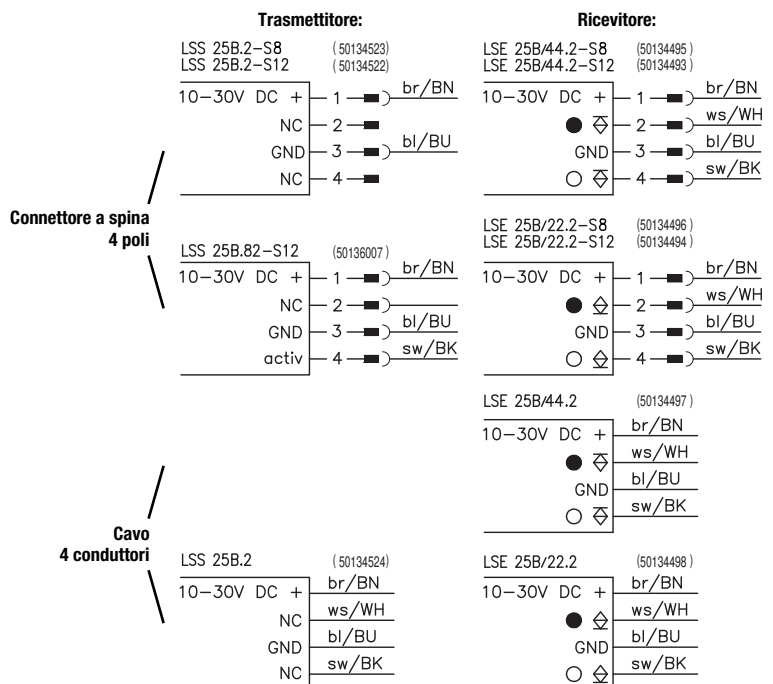 Trasmettitore:
LSS 25B.2-S8 (50134523)
LSS 25B.2-S12 (50134522)
10-30V DC + 1 br/BN
NC 2
GND 3 bl/BU
NC 4
Ricevitore:
LSE 25B/44.2-S8 (50134495)
LSE 25B/44.2-S12 (50134493)
10-30V DC + 1 br/BN
2 ws/WH
GND 3 bl/BU
4 sw/BK
Connettore a spina
4 poli
LSS 25B.82-S12 (50136007)
10-30V DC + 1 br/BN
NC 2
GND 3 bl/BU
activ 4 sw/BK
LSE 25B/22.2-S8 (50134496)
LSE 25B/22.2-S12 (50134494)
10-30V DC + 1 br/BN
2 ws/WH
GND 3 bl/BU
4 sw/BK
LSE 25B/44.2 (50134497)
10-30V DC + br/BN
ws/WH
GND bl/BU
sw/BK
Cavo
4 conduttori
LSS 25B.2 (50134524)
10-30V DC + br/BN
NC ws/WH
GND bl/BU
NC sw/BK
LSE 25B/22.2 (50134498)
10-30V DC + br/BN
ws/WH
GND bl/BU
sw/BK